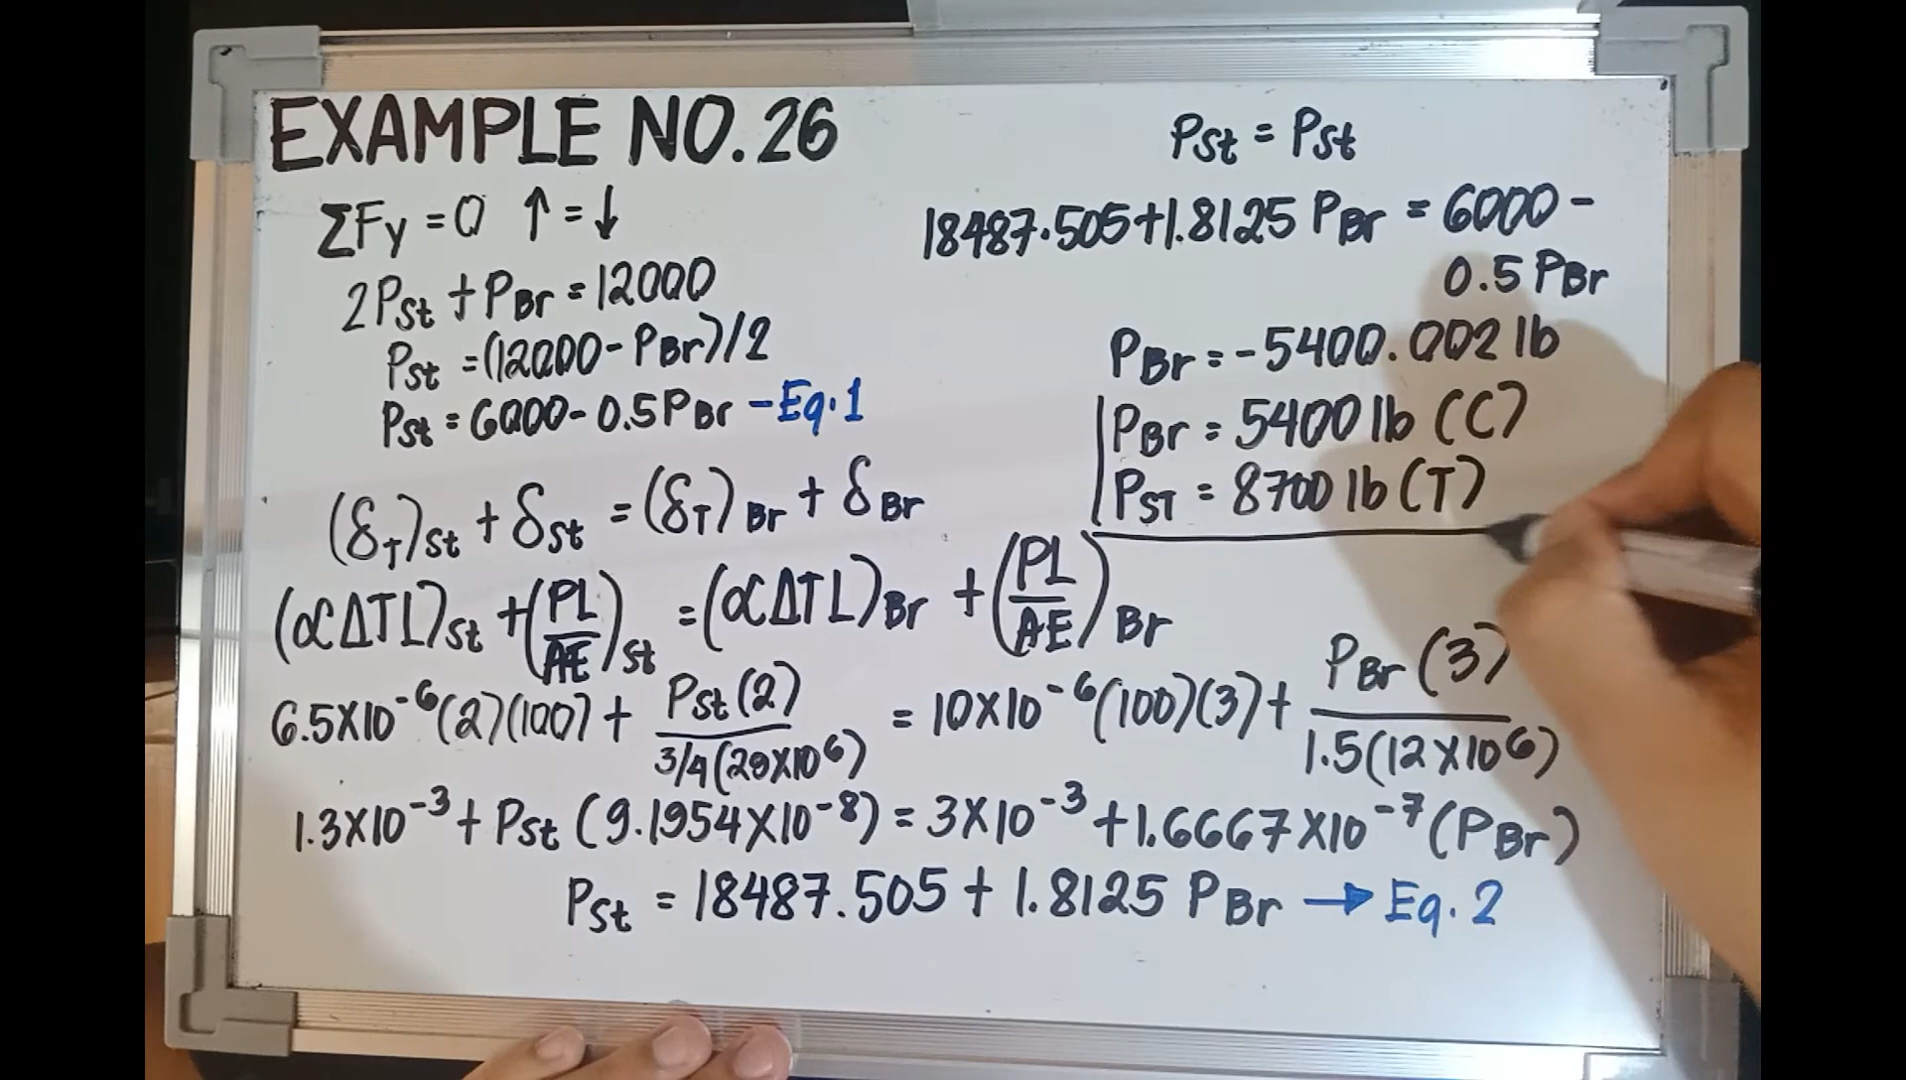 EXAMPLE NO.26
ΣFy = 0 ↑ = ↓
2PSt + PBr = 12000
PSt = (12000 - PBr)/2
PSt = 6000 - 0.5PBr - Eq.1
(δT)St + δSt = (δT)Br + δBr
(αΔTL)St + (PL/AE)St = (αΔTL)Br + (PL/AE)Br
6.5X10^-6(2)(100) + PSt(2)/3/4(29X10^6) = 10X10^-6(100)(3) + PBr(3)/1.5(12X10^6)
1.3X10^-3 + PSt (9.1954X10^-8) = 3X10^-3 + 1.6667X10^-7(PBr)
PSt = 18487.505 + 1.8125 PBr → Eq.2
PSt = PSt
18487.505+1.8125 PBr = 6000 -
0.5PBr
PBr = -5400.002 lb
PBr = 5400 lb (C)
PST = 8700 lb (T)